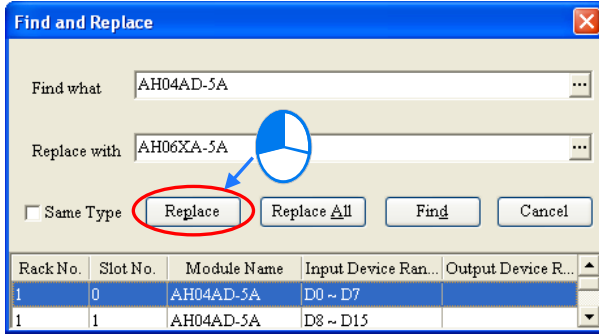 Find and Replace
Find what AH04AD-5A ...
Replace with AH06XA-5A ...
Same Type Replace Replace All Find Cancel
Rack No. Slot No. Module Name Input Device Ran... Output Device R...
1 0 AH04AD-5A D0 ~ D7
1 1 AH04AD-5A D8 ~ D15